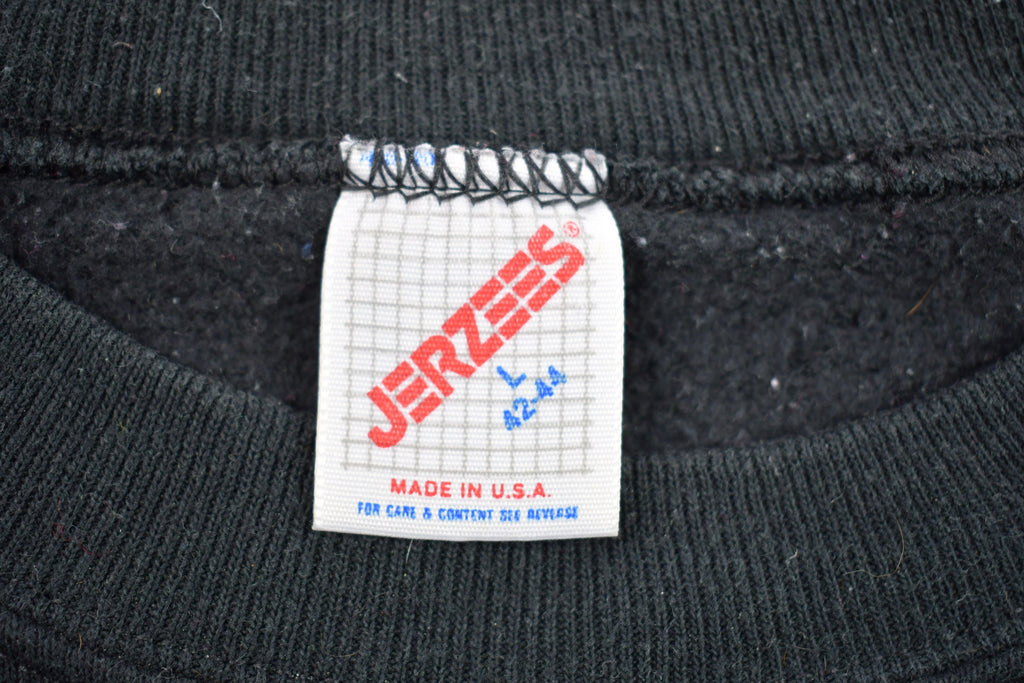 JERZEES®
L
42-44
MADE IN U.S.A.
FOR CARE & CONTENT SEE REVERSE